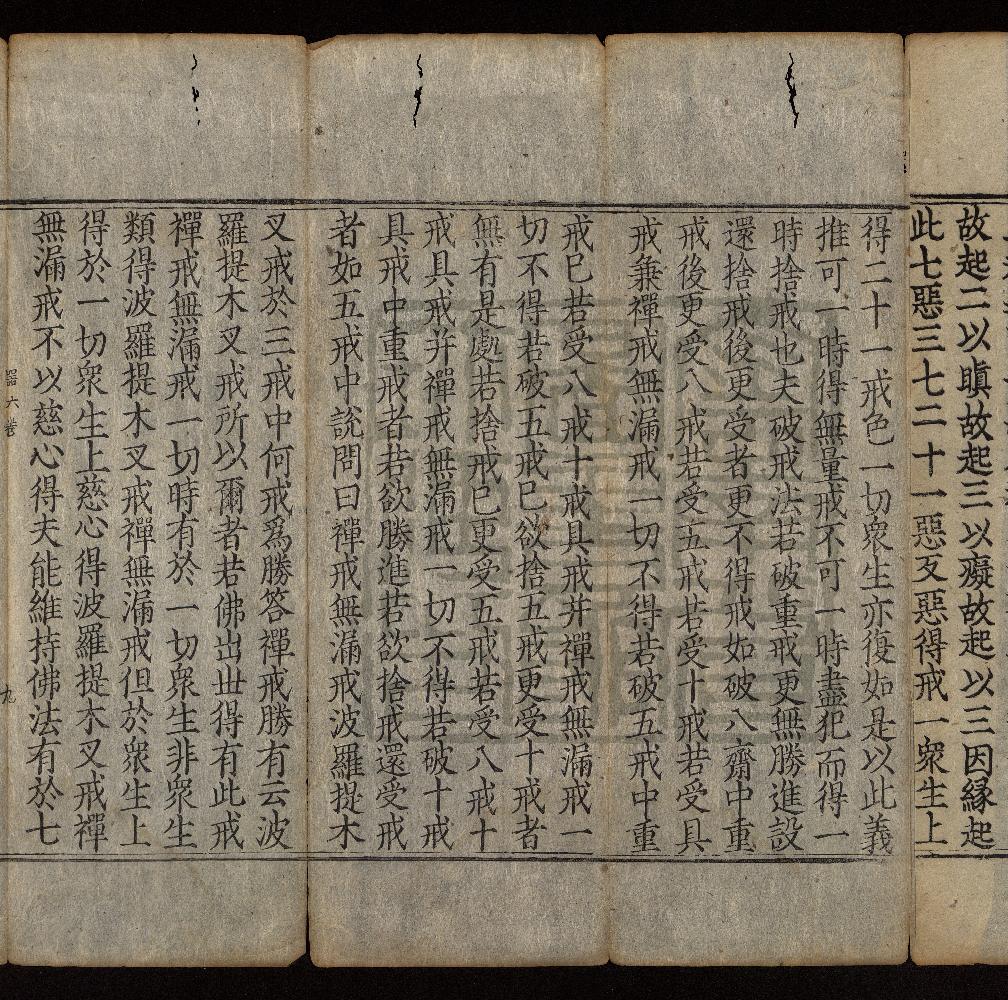 故起二以瞋故起三以癡故起以三因縁起
此七惡三七二十一惡反惡得戒一衆生上
得二十一戒色一切衆生亦復如是以此義
推可一時得無量戒不可一時盡犯而得一
時捨戒也夫破戒法若破重戒更無勝進設
還捨戒後更受者更不得戒如破八齋中重
戒後更受八戒若受五戒若受十戒若受具
戒兼禪戒無漏戒一切不得若破五戒中重
戒巳若受八戒十戒具戒并禪戒無漏戒一
切不得若破五戒巳欲捨五戒更受十戒者
無有是處若捨戒巳更受五戒若受八戒十
戒具戒并禪戒無漏戒一切不得若破十戒
具戒中重戒者若欲勝進若欲捨戒還受戒
者如五戒中說問曰禪戒無漏戒波羅提木
叉戒於三戒中何戒爲勝答禪戒勝有云波
羅提木叉戒所以爾者若佛出世得有此戒
禪戒無漏戒一切時有於一切衆生非衆生
類得波羅提木叉戒禪無漏戒但於衆生上
得於一切衆生上慈心得波羅提木叉戒禪
器六巻 九
無漏戒不以慈心得夫能維持佛法有於七